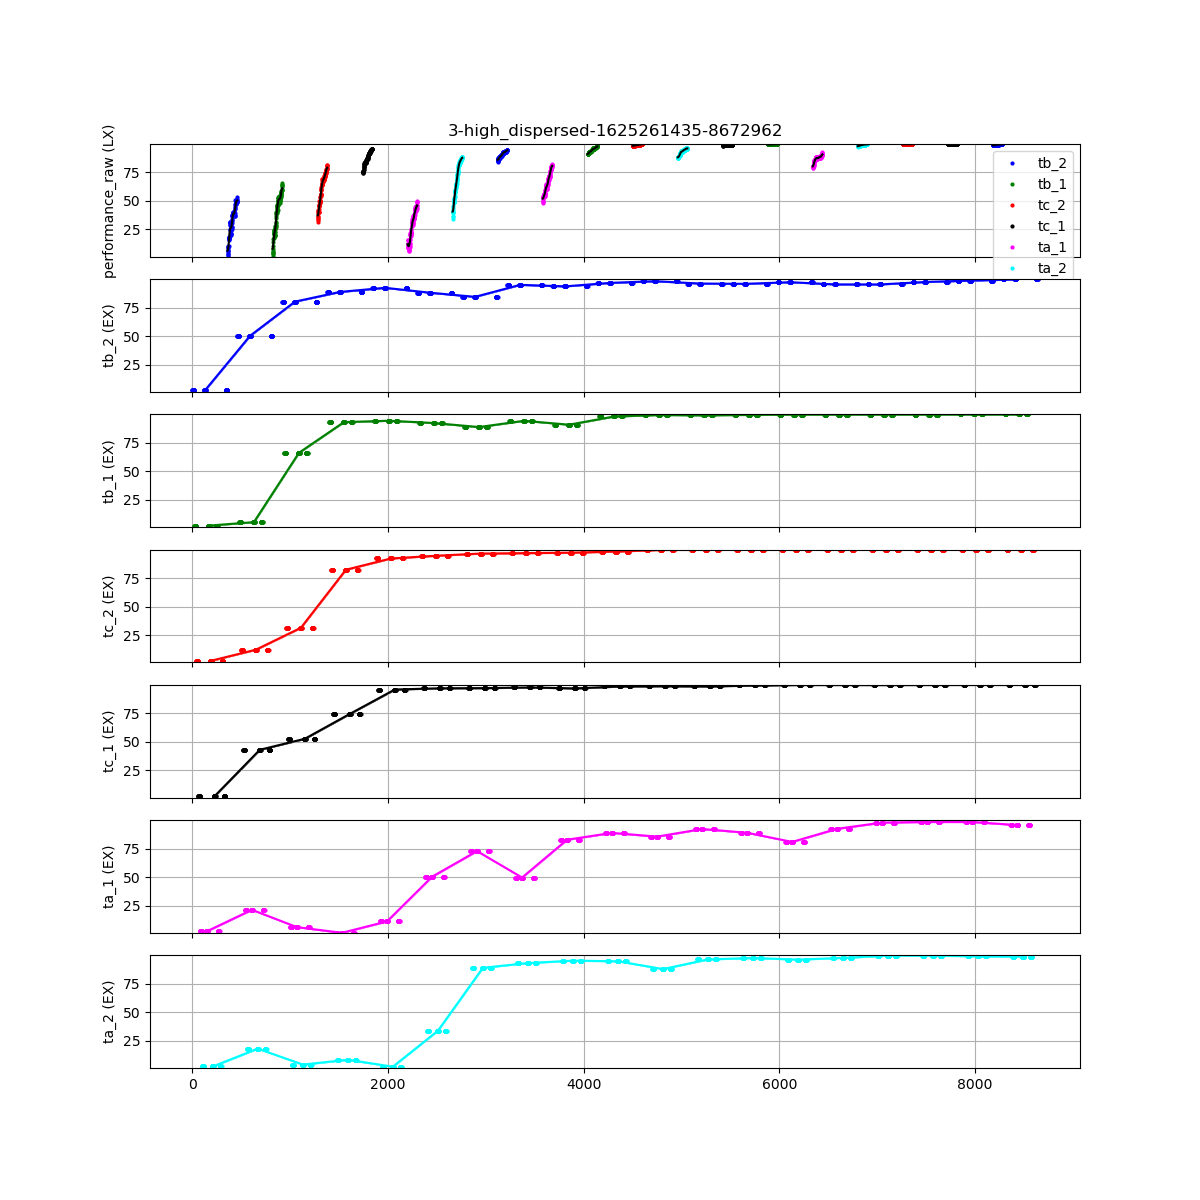 3-high_dispersed-1625261435-8672962
performance_raw (LX)
75
50
25
tb_2
tb_1
tc_2
tc_1
ta_1
ta_2
tb_2 (EX)
75
50
25
tb_1 (EX)
75
50
25
tc_2 (EX)
75
50
25
tc_1 (EX)
75
50
25
ta_1 (EX)
75
50
25
ta_2 (EX)
75
50
25
0 2000 4000 6000 8000